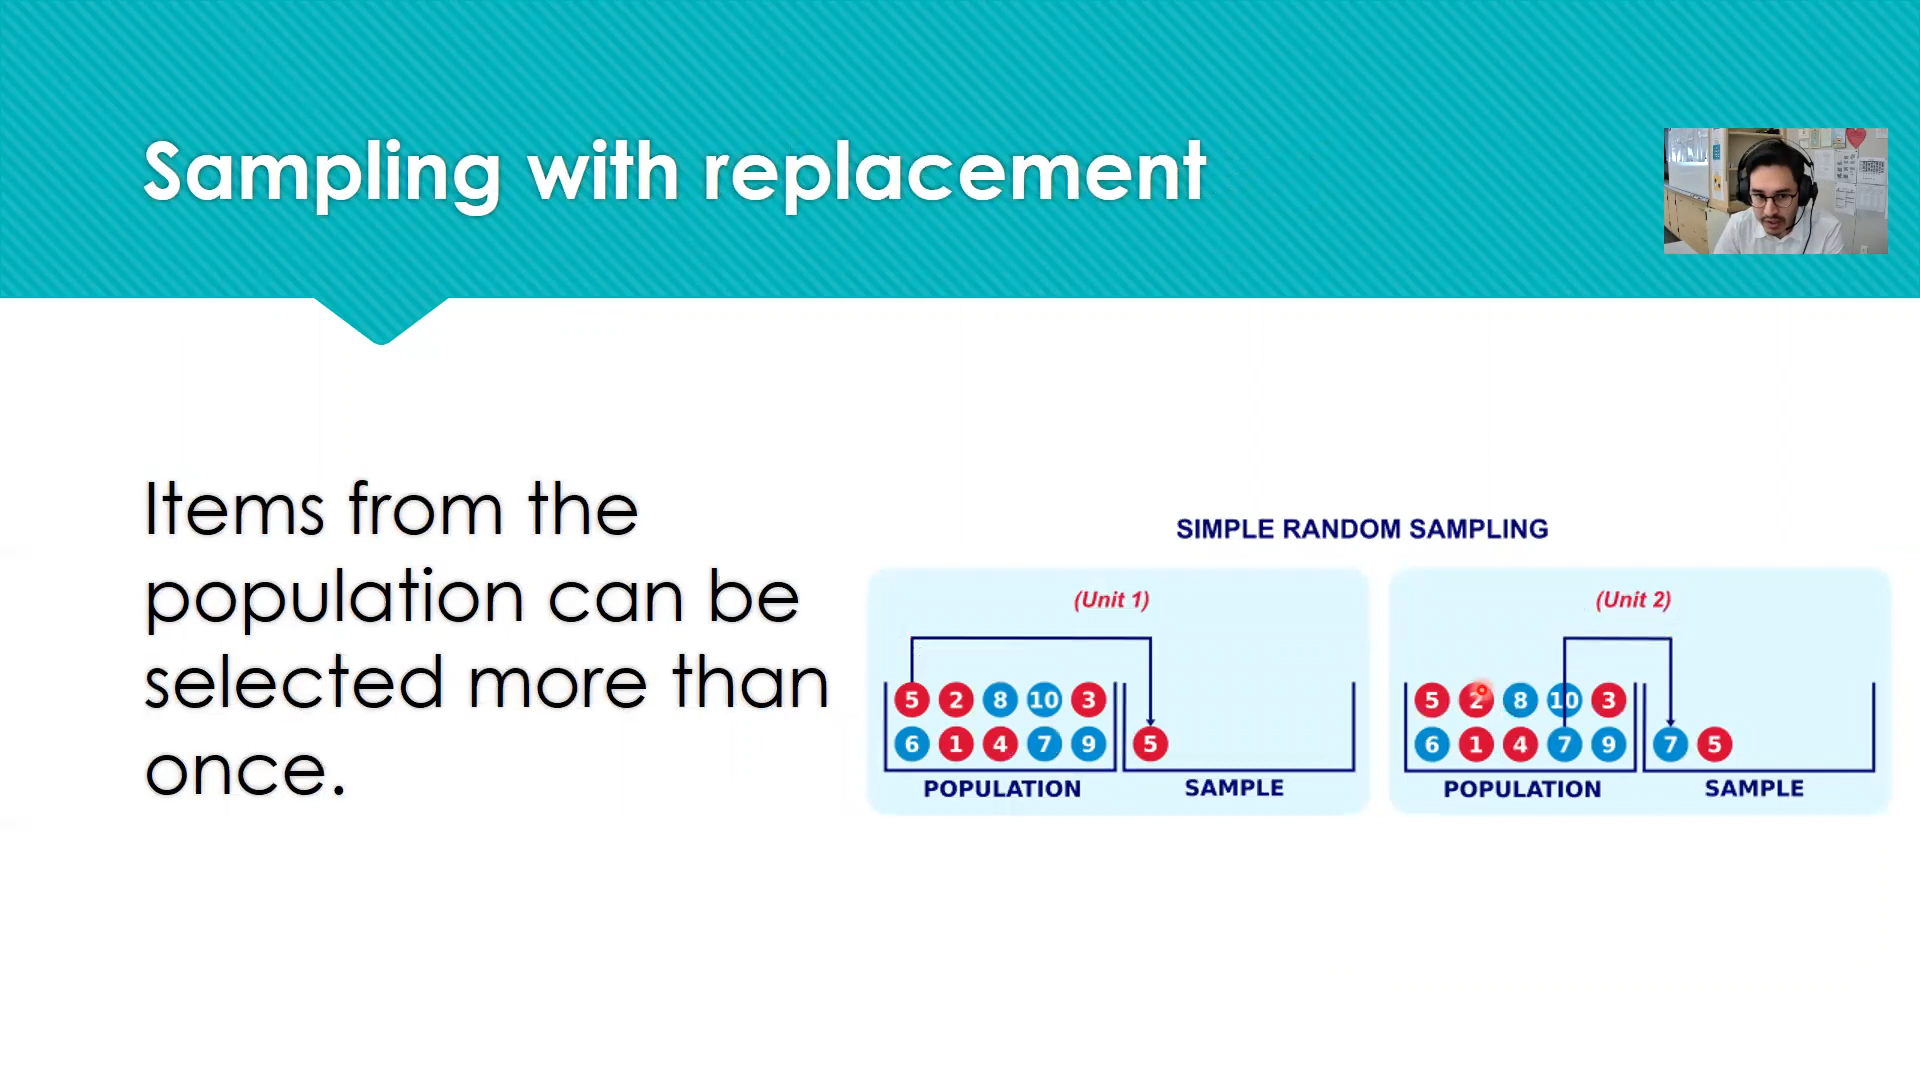 Sampling with replacement
Items from the
population can be
selected more than
once.
SIMPLE RANDOM SAMPLING
(Unit 1)
5 2 8 10 3
6 1 4 7 9 5
POPULATION SAMPLE
(Unit 2)
5 2 8 10 3
6 1 4 7 9 7 5
POPULATION SAMPLE